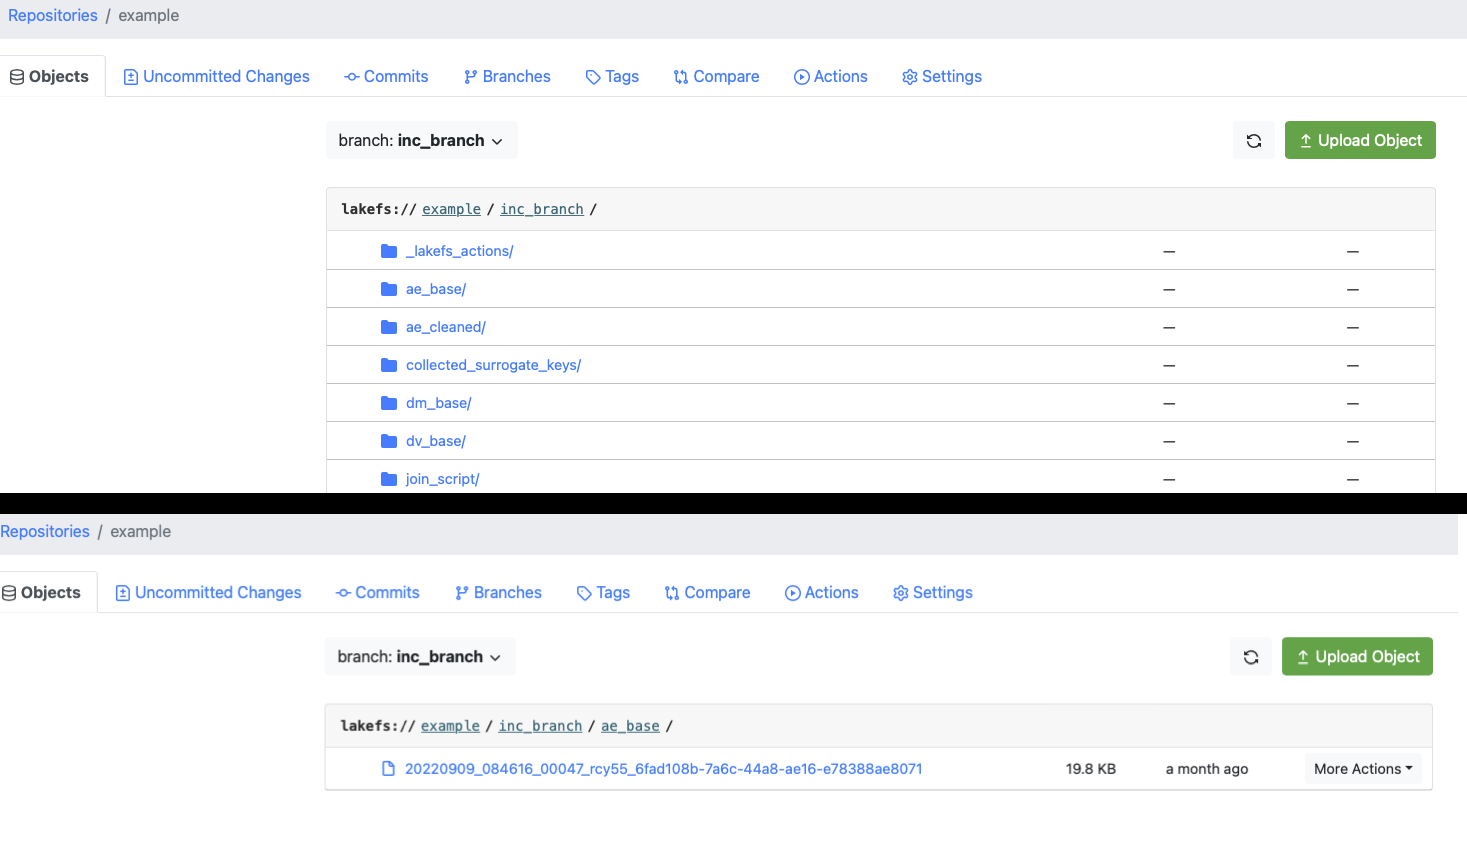 Repositories / example
Objects Uncommitted Changes Commits Branches Tags Compare Actions Settings
branch: inc_branch Upload Object
lakefs:// example / inc_branch /
_lakefs_actions/ — —
ae_base/ — —
ae_cleaned/ — —
collected_surrogate_keys/ — —
dm_base/ — —
dv_base/ — —
join_script/ — —
Repositories / example
Objects Uncommitted Changes Commits Branches Tags Compare Actions Settings
branch: inc_branch Upload Object
lakefs:// example / inc_branch / ae_base /
20220909_084616_00047_rcy55_6fad108b-7a6c-44a8-ae16-e78388ae8071 19.8 KB a month ago More Actions